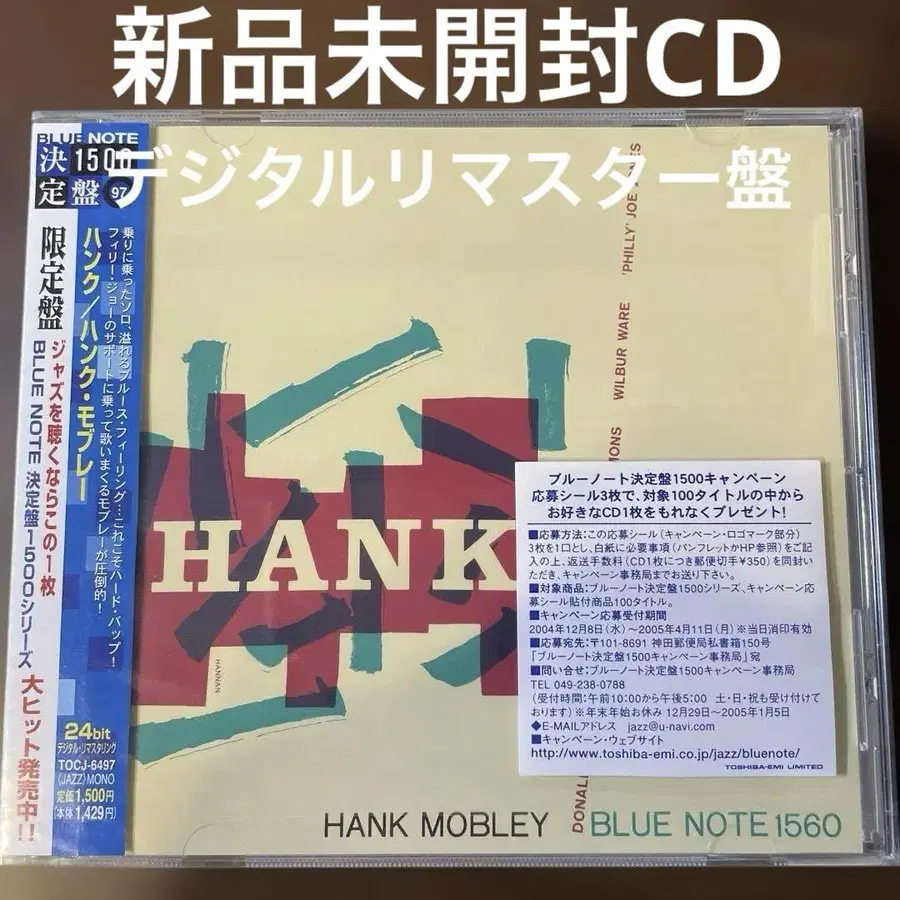 新品未開封CD
デジタルリマスター盤
BLUE NOTE
決 1500
定 盤 97
限定盤
ジャズを聴くならこの1枚
BLUE NOTE 決定盤1500シリーズ 大ヒット発売中!!
乗りに乗ったソロ、溢れるブルース・フィーリング…これこそハード・バップ!
フィリー・ジョーのサポートに乗って歌いまくるモブレーが圧倒的!
ハンク/ハンク・モブレー
24bit
デジタル・リマスタリング
TOCJ-6497
(JAZZ)MONO
定価1,500円
(本体1,429円)
HANK
HANNAN
'PHILLY' JOE JONES
WILBUR WARE
MONS
DONAL
HANK MOBLEY
BLUE NOTE 1560
ブルーノート決定盤1500キャンペーン
応募シール3枚で、対象100タイトルの中から
お好きなCD1枚をもれなくプレゼント!
■応募方法:この応募シール(キャンペーン・ロゴマーク部分)
3枚を1口とし、白紙に必要事項(パンフレットかHP参照)をご記
入の上、返送手数料(CD1枚につき郵便切手¥350)を同封い
ただき、キャンペーン事務局までお送り下さい。
■対象商品:ブルーノート決定盤1500シリーズ、キャンペーン応
募シール貼付商品100タイトル。
■キャンペーン応募受付期間
2004年12月8日(水)〜2005年4月11日(月)※当日消印有効
■応募宛先:〒101-8691 神田郵便局私書箱150号
「ブルーノート決定盤1500キャンペーン事務局」宛
■問い合せ:ブルーノート決定盤1500キャンペーン事務局
TEL 049-238-0788
(受付時間:午前10:00から午後5:00 土・日・祝も受け付けて
おります)※年末年始お休み 12月29日〜2005年1月5日
◆E-MAILアドレス jazz@u-navi.com
■キャンペーン・ウェブサイト
http://www.toshiba-emi.co.jp/jazz/bluenote/
TOSHIBA-EMI LIMITED